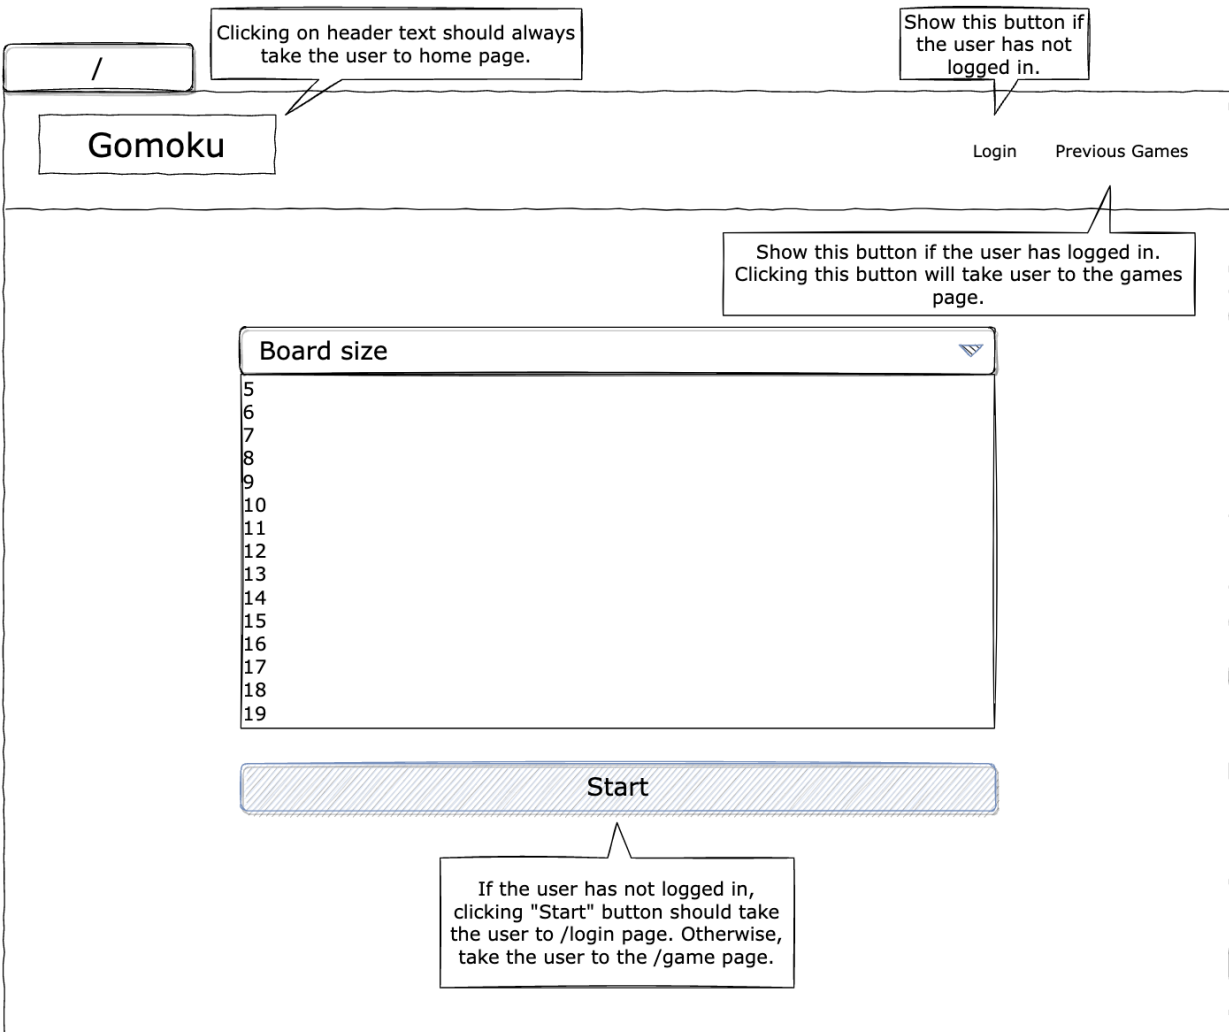 Clicking on header text should always
take the user to home page.
Show this button if
the user has not
logged in.
/
Gomoku
Login
Previous Games
Show this button if the user has logged in.
Clicking this button will take user to the games
page.
Board size
5
6
7
8
9
10
11
12
13
14
15
16
17
18
19
Start
If the user has not logged in,
clicking "Start" button should take
the user to /login page. Otherwise,
take the user to the /game page.